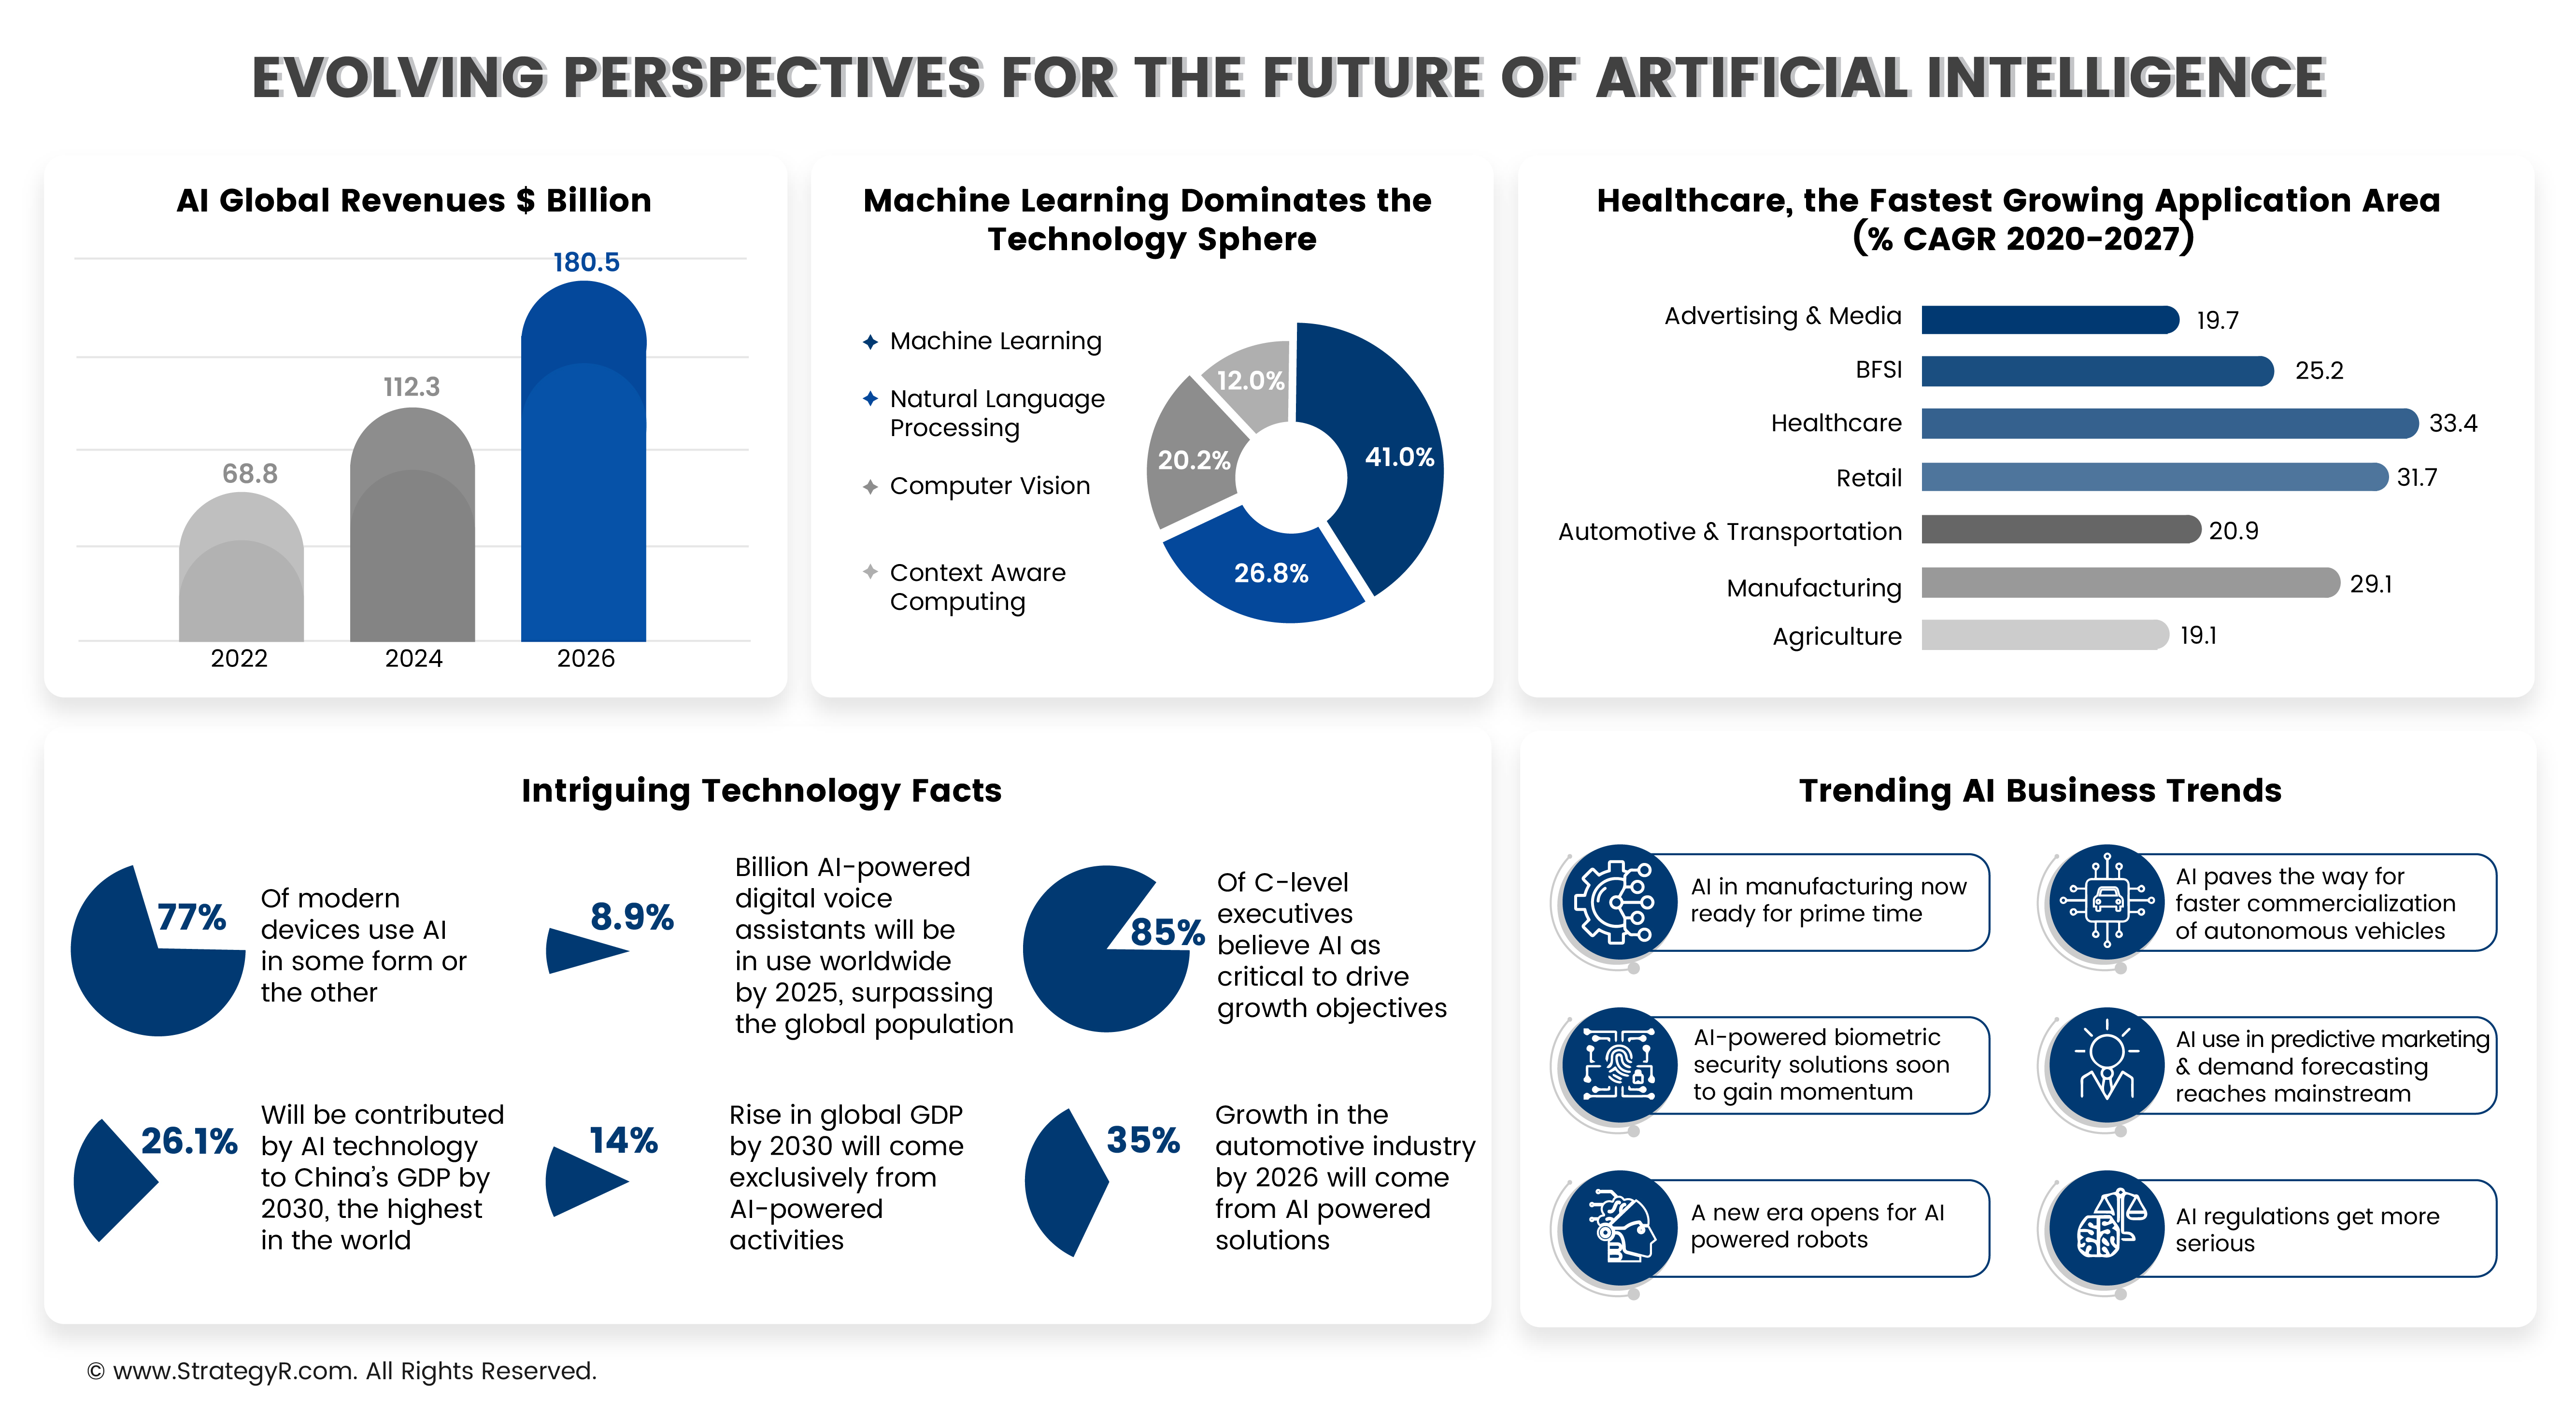 EVOLVING PERSPECTIVES FOR THE FUTURE OF ARTIFICIAL INTELLIGENCE
AI Global Revenues $ Billion
180.5
112.3
68.8
2022
2024
2026
Machine Learning Dominates the
Technology Sphere
Machine Learning
Natural Language
Processing
Computer Vision
Context Aware
Computing
12.0%
41.0%
20.2%
26.8%
Healthcare, the Fastest Growing Application Area
(% CAGR 2020-2027)
Advertising & Media
19.7
BFSI
25.2
Healthcare
33.4
Retail
31.7
Automotive & Transportation
20.9
Manufacturing
29.1
Agriculture
19.1
Intriguing Technology Facts
77%
Of modern
devices use AI
in some form or
the other
8.9%
Billion AI-powered
digital voice
assistants will be
in use worldwide
by 2025, surpassing
the global population
85%
Of C-level
executives
believe AI as
critical to drive
growth objectives
26.1%
Will be contributed
by AI technology
to China's GDP by
2030, the highest
in the world
14%
Rise in global GDP
by 2030 will come
exclusively from
AI-powered
activities
35%
Growth in the
automotive industry
by 2026 will come
from AI powered
solutions
Trending AI Business Trends
AI in manufacturing now
ready for prime time
AI paves the way for
faster commercialization
of autonomous vehicles
AI-powered biometric
security solutions soon
to gain momentum
AI use in predictive marketing
& demand forecasting
reaches mainstream
A new era opens for AI
powered robots
AI regulations get more
serious
© www.StrategyR.com. All Rights Reserved.